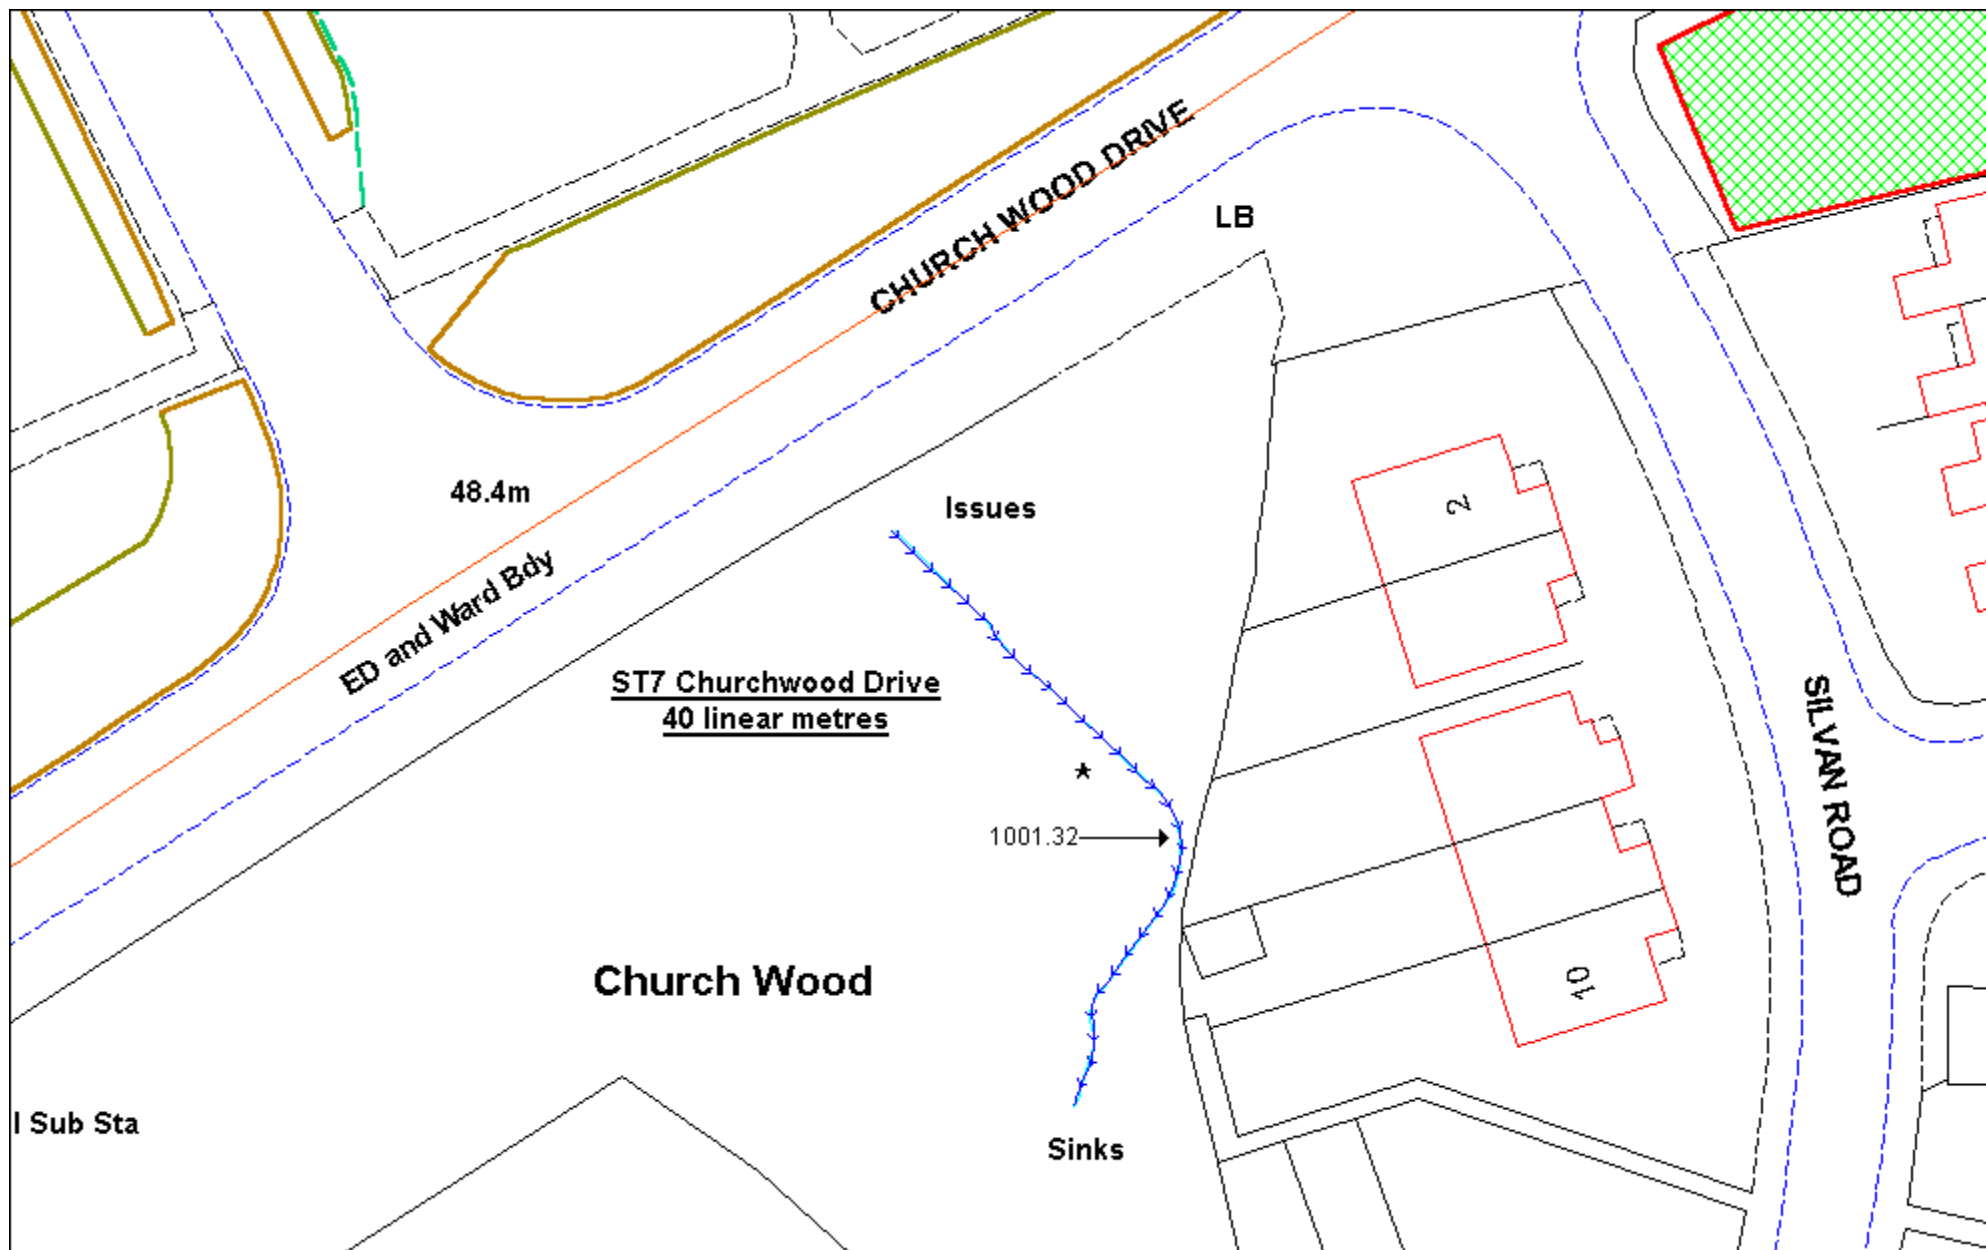 CHURCH WOOD DRIVE
LB
48.4m
Issues
2
ED and Ward Bdy
ST7 Churchwood Drive
40 linear metres
SILVAN ROAD
1001.32
Church Wood
10
l Sub Sta
Sinks